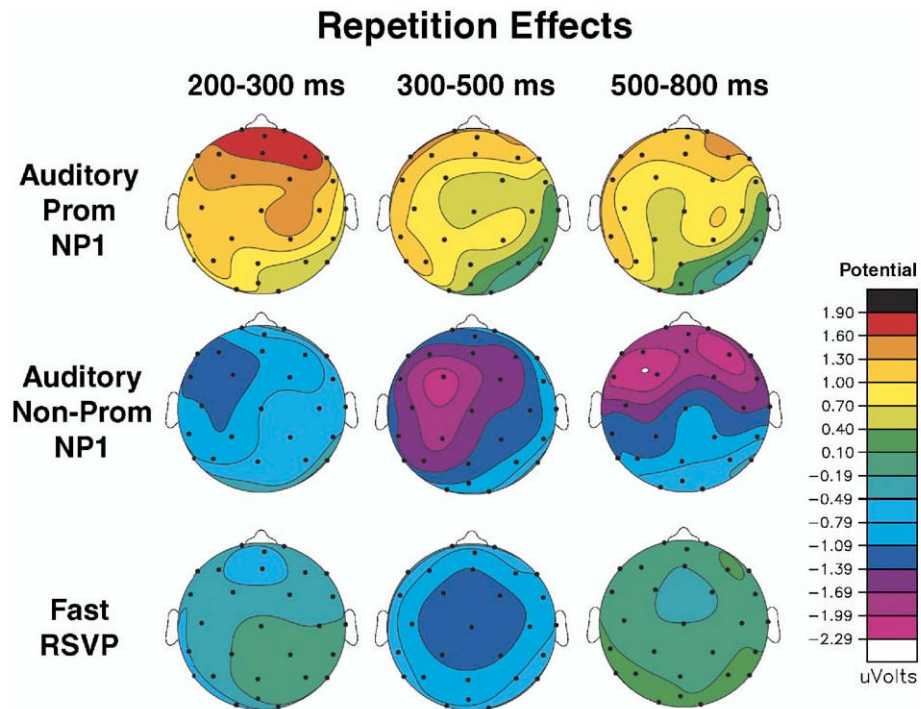 Repetition Effects
200-300 ms 300-500 ms 500-800 ms
Auditory
Prom
NP1
Auditory
Non-Prom
NP1
Fast
RSVP
Potential
1.90
1.60
1.30
1.00
0.70
0.40
0.10
−0.19
−0.49
−0.79
−1.09
−1.39
−1.69
−1.99
−2.29
uVolts